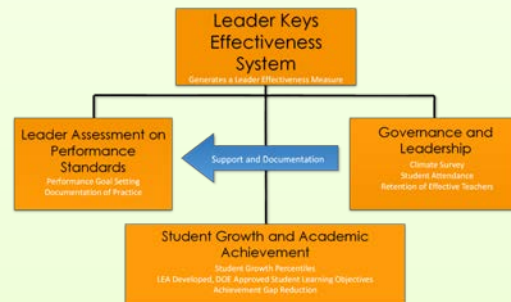 Leader Keys
Effectiveness
System
Generates a Leader Effectiveness Measure
Leader Assessment on
Performance
Standards
Performance Goal Setting
Documentation of Practice
Support and Documentation
Governance and
Leadership
Climate Survey
Student Attendance
Retention of Effective Teachers
Student Growth and Academic
Achievement
Student Growth Percentiles
LEA Developed, DOE Approved Student Learning Objectives
Achievement Gap Reduction